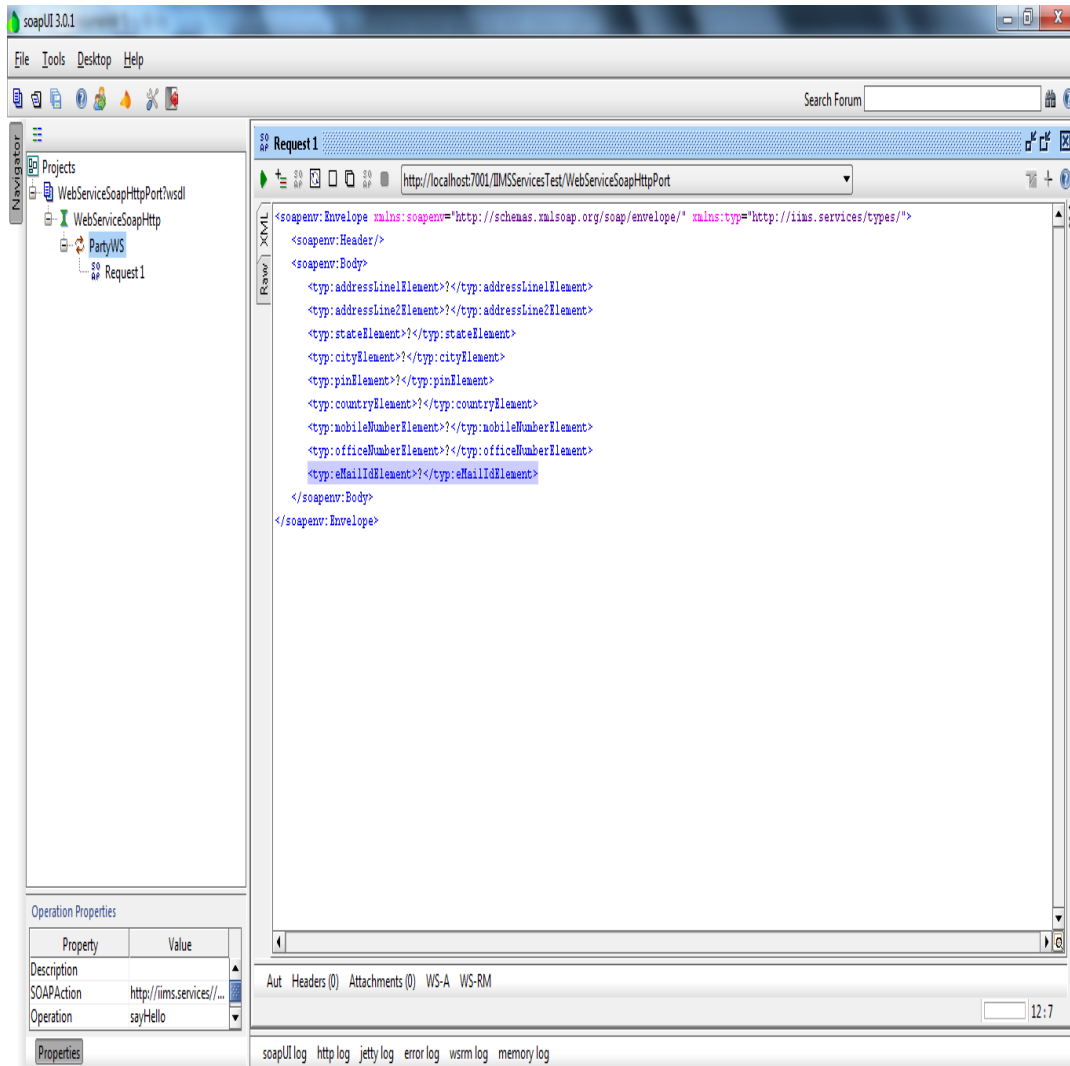 soapUI 3.0.1
File Tools Desktop Help
Search Forum
Navigator
Projects
WebServiceSoapHttpPort?wsdl
WebServiceSoapHttp
PartyWS
SO AP Request 1
SO AP Request 1
http://localhost:7001/IIMSServicesTest/WebServiceSoapHttpPort
XML
Raw
<soapenv:Envelope xmlns:soapenv="http://schemas.xmlsoap.org/soap/envelope/" xmlns:typ="http://iims.services/types/">
<soapenv:Header/>
<soapenv:Body>
<typ:addressLine1Element>?</typ:addressLine1Element>
<typ:addressLine2Element>?</typ:addressLine2Element>
<typ:stateElement>?</typ:stateElement>
<typ:cityElement>?</typ:cityElement>
<typ:pinElement>?</typ:pinElement>
<typ:countryElement>?</typ:countryElement>
<typ:mobileNumberElement>?</typ:mobileNumberElement>
<typ:officeNumberElement>?</typ:officeNumberElement>
<typ:eMailIdElement>?</typ:eMailIdElement>
</soapenv:Body>
</soapenv:Envelope>
Operation Properties
Property Value
Description
SOAPAction http://iims.services//...
Operation sayHello
Properties
Aut Headers (0) Attachments (0) WS-A WS-RM
12 : 7
soapUI log http log jetty log error log wsrm log memory log